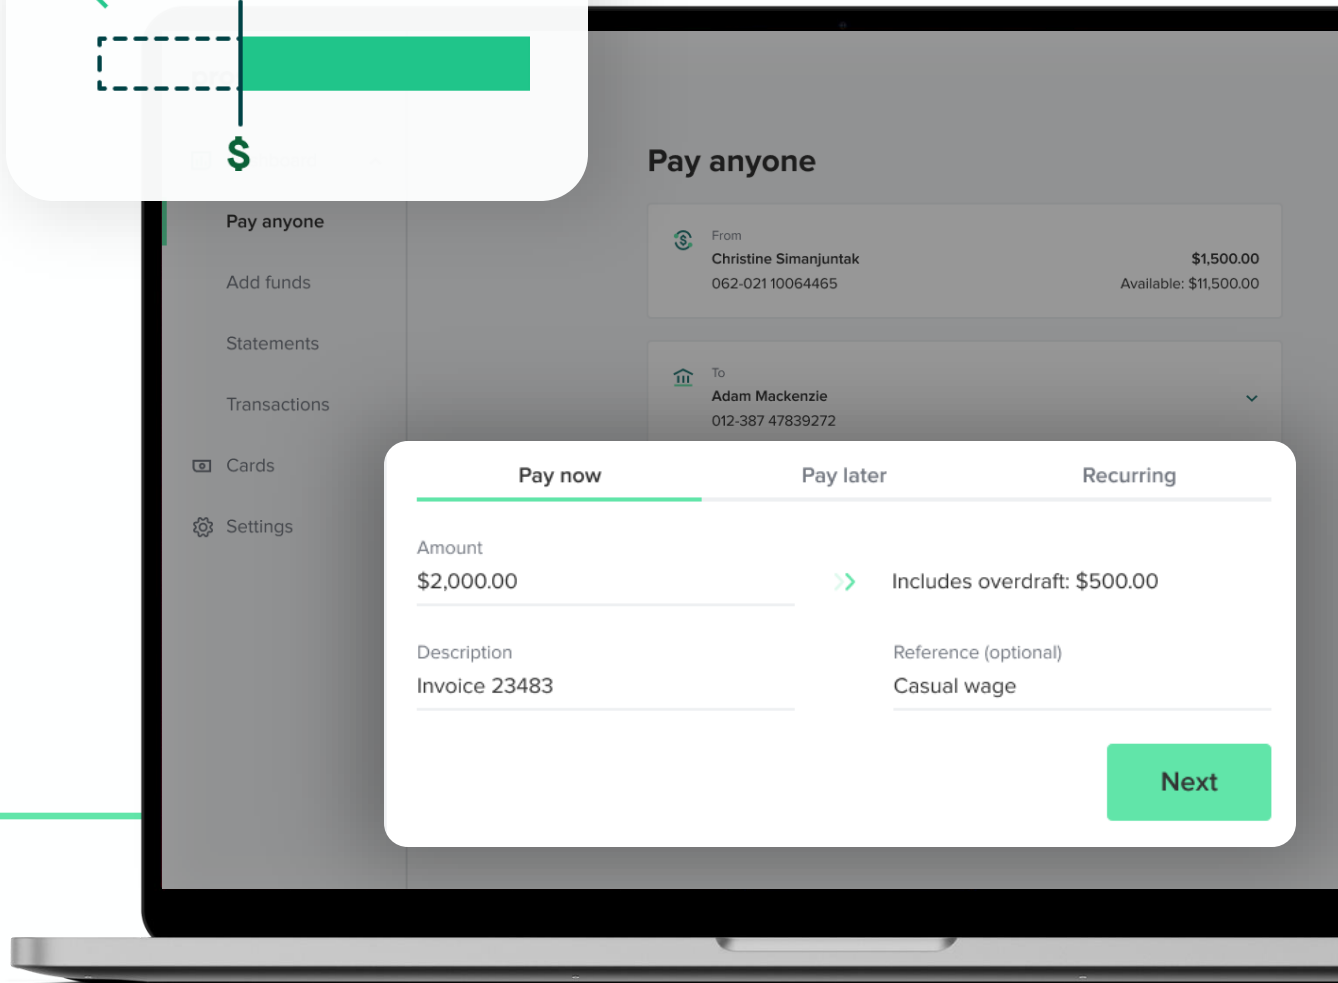 $
Pay anyone
Add funds
Statements
Transactions
Cards
Settings
Pay anyone
From
Christine Simanjuntak $1,500.00
062-021 10064465 Available: $11,500.00
To
Adam Mackenzie
012-387 47839272
Pay now Pay later Recurring
Amount
$2,000.00 Includes overdraft: $500.00
Description Reference (optional)
Invoice 23483 Casual wage
Next